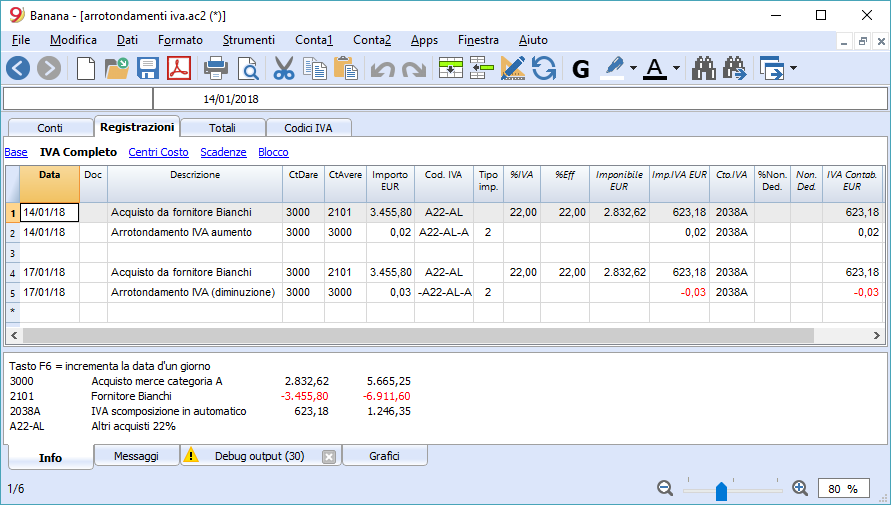 Banana - [arrotondamenti iva.ac2 (*)]
File Modifica Dati Formato Strumenti Conta1 Conta2 Apps Finestra Aiuto
G A
14/01/2018
Conti Registrazioni Totali Codici IVA
Base IVA Completo Centri Costo Scadenze Blocco
Data Doc Descrizione CtDare CtAvere Importo EUR Cod. IVA Tipo imp. %IVA %Eff Imponibile EUR Imp.IVA EUR Cto.IVA %Non. Ded. Non. Ded. IVA Contab. EUR
1 14/01/18 Acquisto da fornitore Bianchi 3000 2101 3.455,80 A22-AL 22,00 22,00 2.832,62 623,18 2038A 623,18
2 14/01/18 Arrotondamento IVA aumento 3000 3000 0,02 A22-AL-A 2 0,02 2038A 0,02
3
4 17/01/18 Acquisto da fornitore Bianchi 3000 2101 3.455,80 A22-AL 22,00 22,00 2.832,62 623,18 2038A 623,18
5 17/01/18 Arrotondamento IVA (diminuzione) 3000 3000 0,03 -A22-AL-A 2 -0,03 2038A -0,03
*
Tasto F6 = incrementa la data d'un giorno
3000 Acquisto merce categoria A 2.832,62 5.665,25
2101 Fornitore Bianchi -3.455,80 -6.911,60
2038A IVA scomposizione in automatico 623,18 1.246,35
A22-AL Altri acquisti 22%
Info Messaggi Debug output (30) Grafici
1/6 80 %